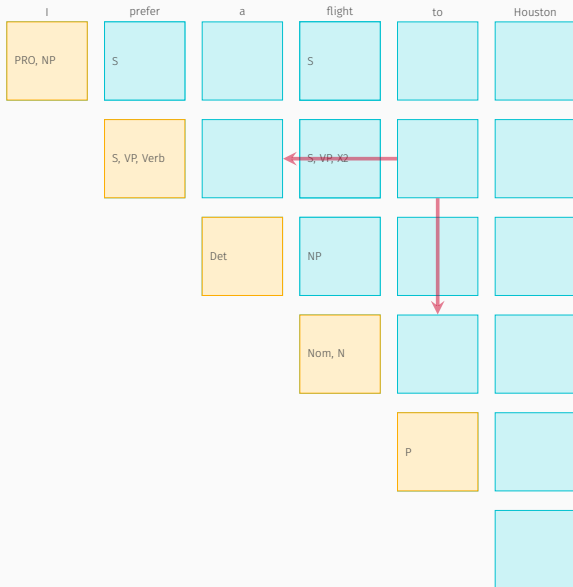 I prefer a flight to Houston
PRO, NP S S
S, VP, Verb S, VP, X2
Det NP
Nom, N
P